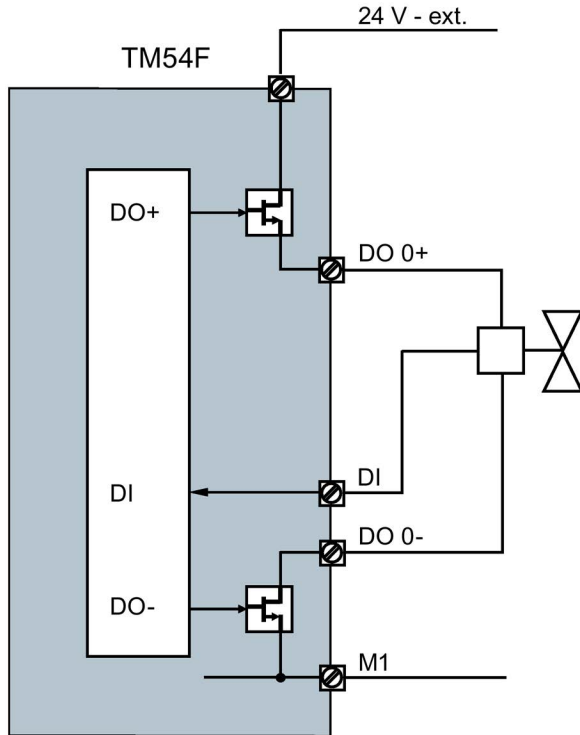 24 V - ext.
TM54F
DO+
DO 0+
DI
DI
DO 0-
DO-
M1